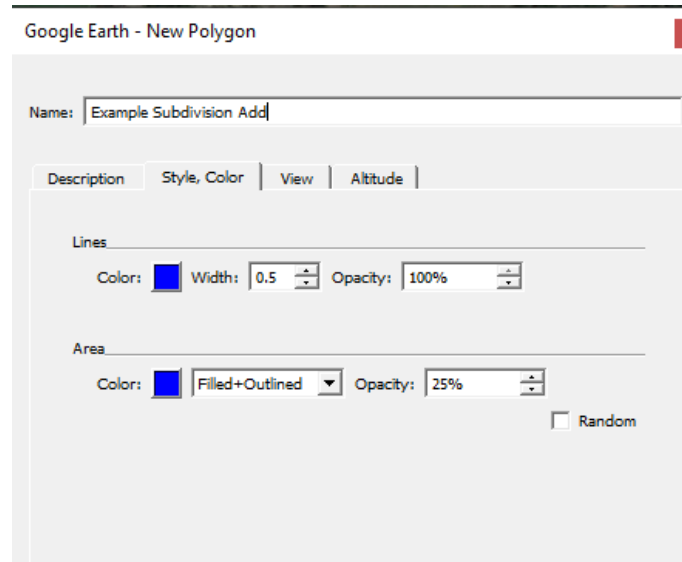 Google Earth - New Polygon
Name: Example Subdivision Add
Description Style, Color View Altitude
Lines
Color: Width: 0.5 Opacity: 100%
Area
Color: Filled+Outlined Opacity: 25%
Random